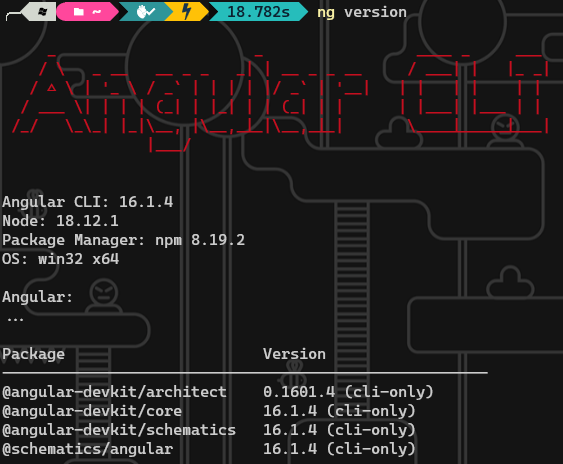 ~ 18.782s ng version
Angular CLI
Angular CLI: 16.1.4
Node: 18.12.1
Package Manager: npm 8.19.2
OS: win32 x64
Angular:
...
Package Version
@angular-devkit/architect 0.1601.4 (cli-only)
@angular-devkit/core 16.1.4 (cli-only)
@angular-devkit/schematics 16.1.4 (cli-only)
@schematics/angular 16.1.4 (cli-only)